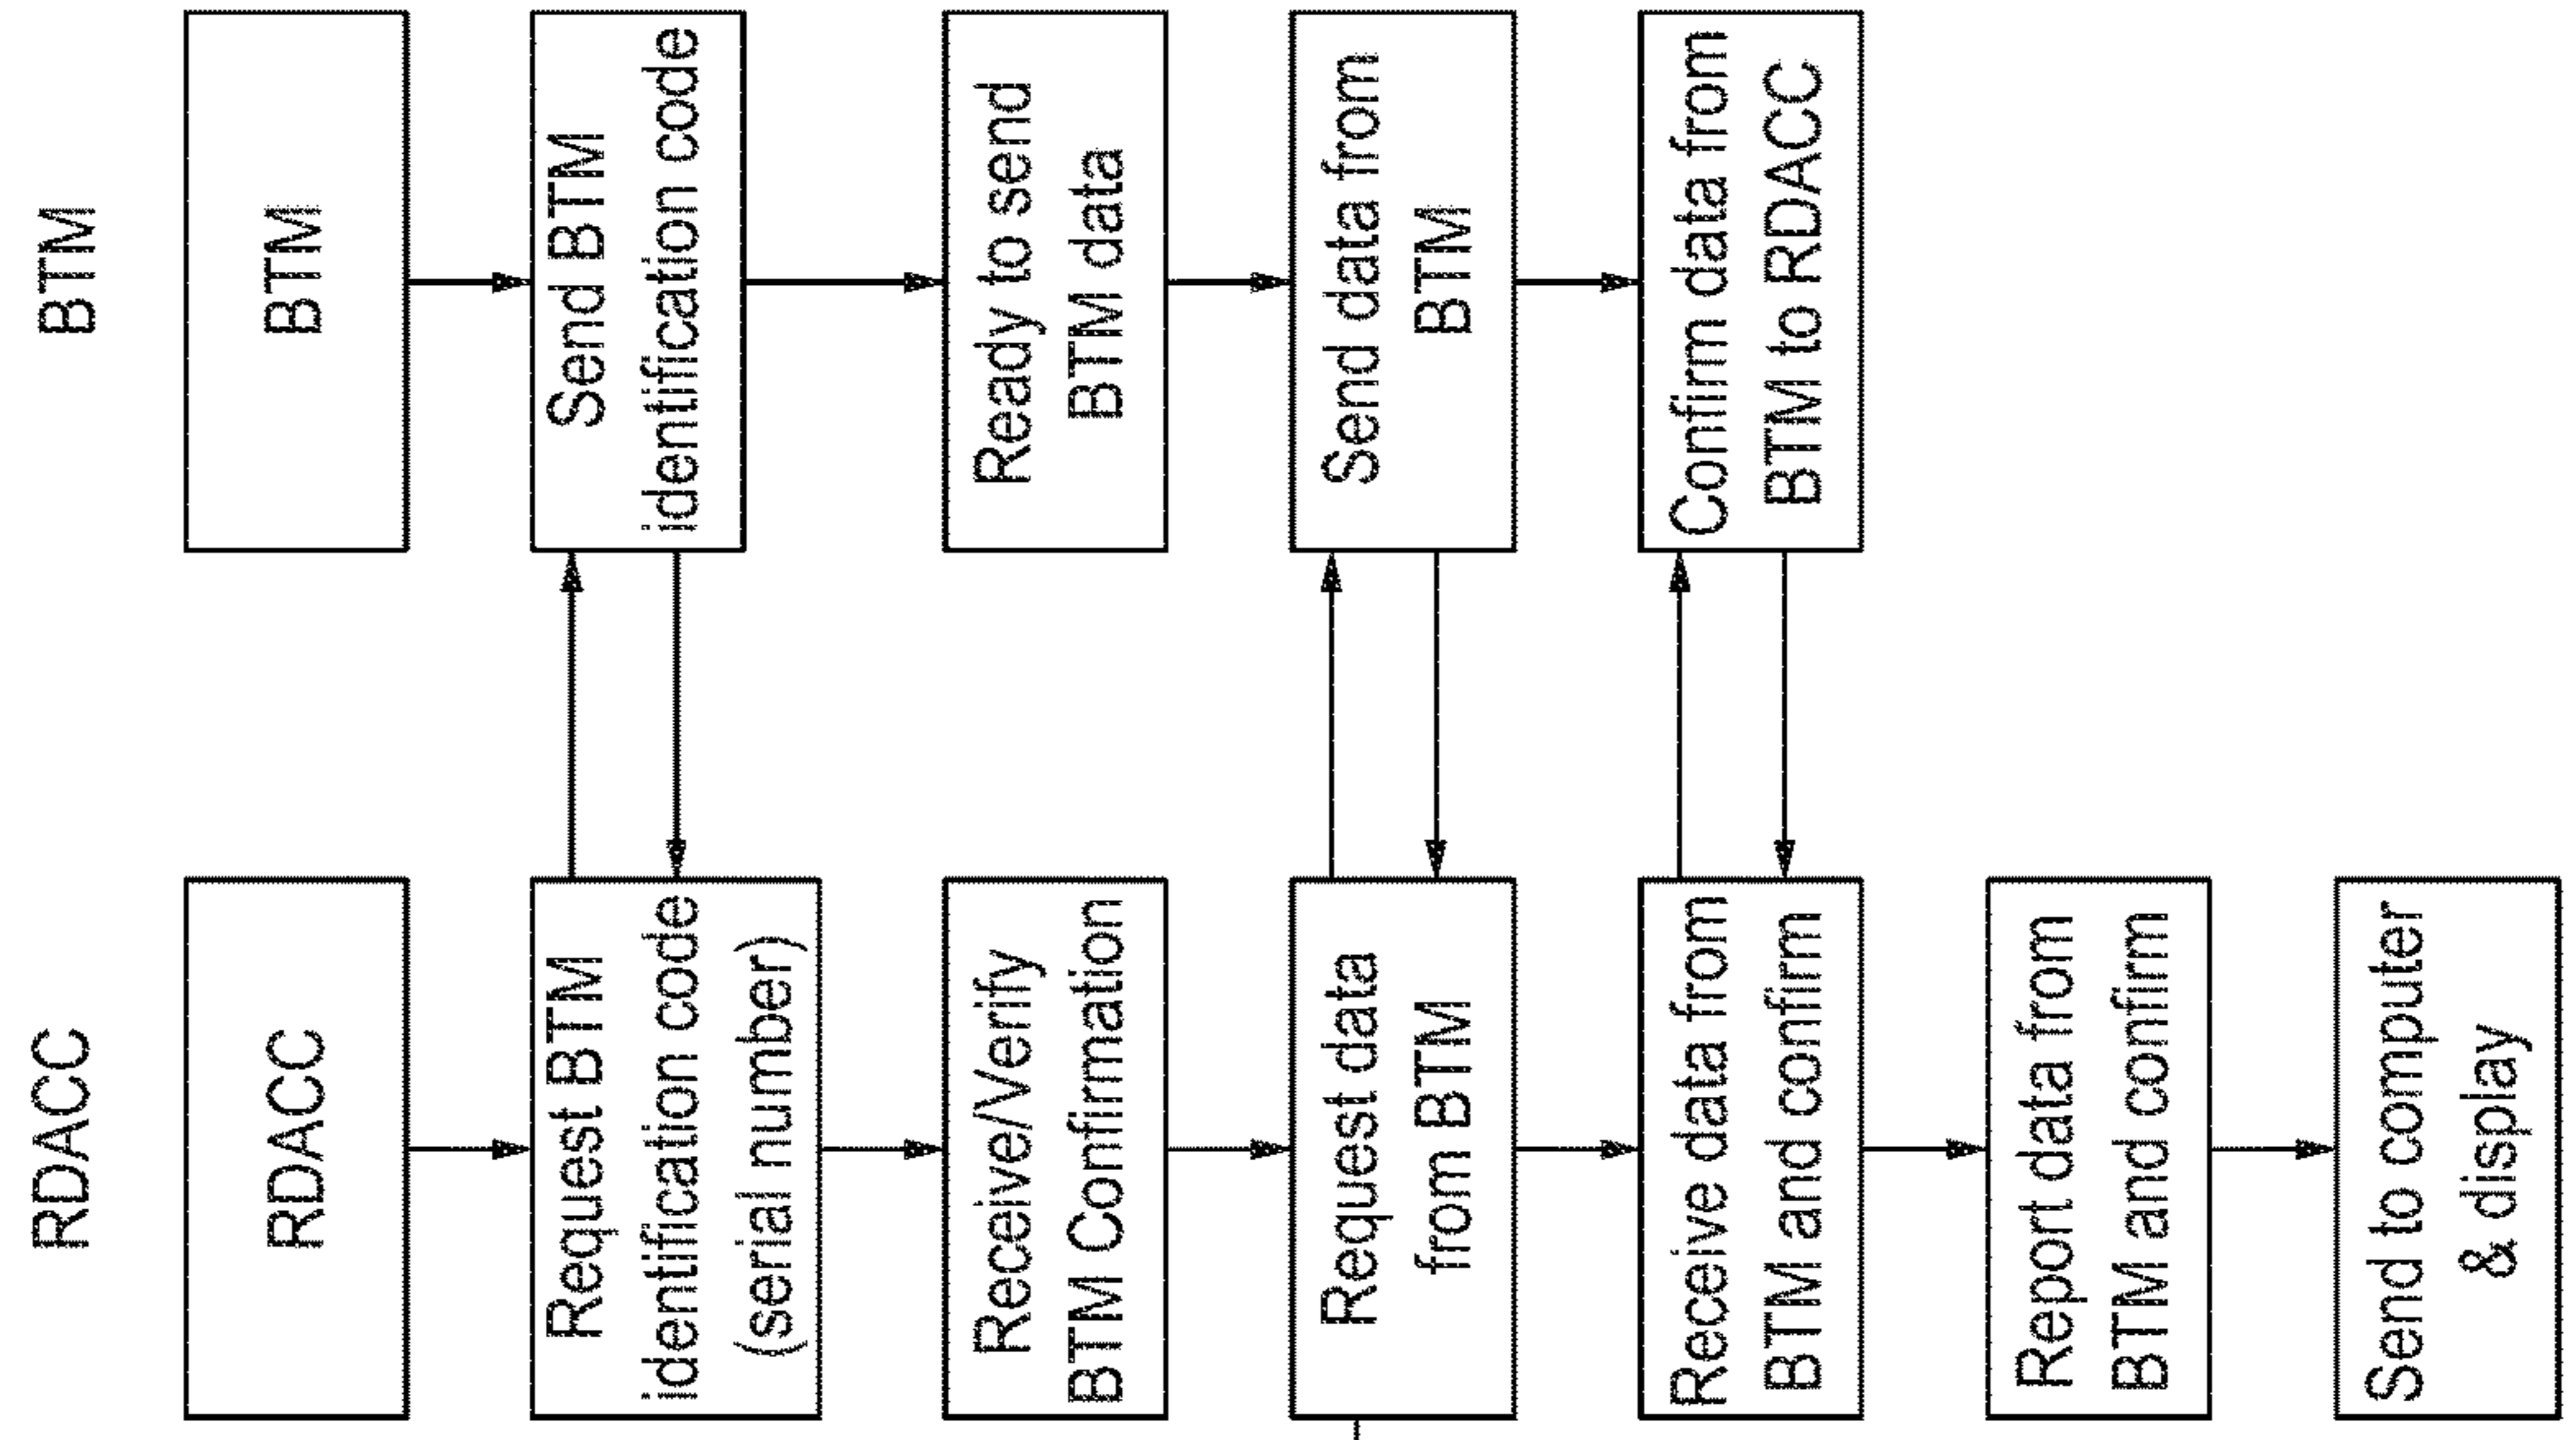 RDACC
BTM
RDACC
BTM
Request BTM
identification code
(serial number)
Send BTM
identification code
Receive/Verify
BTM Confirmation
Ready to send
BTM data
Request data
from BTM
Send data from
BTM
Receive data from
BTM and confirm
Confirm data from
BTM to RDACC
Report data from
BTM and confirm
Send to computer
& display